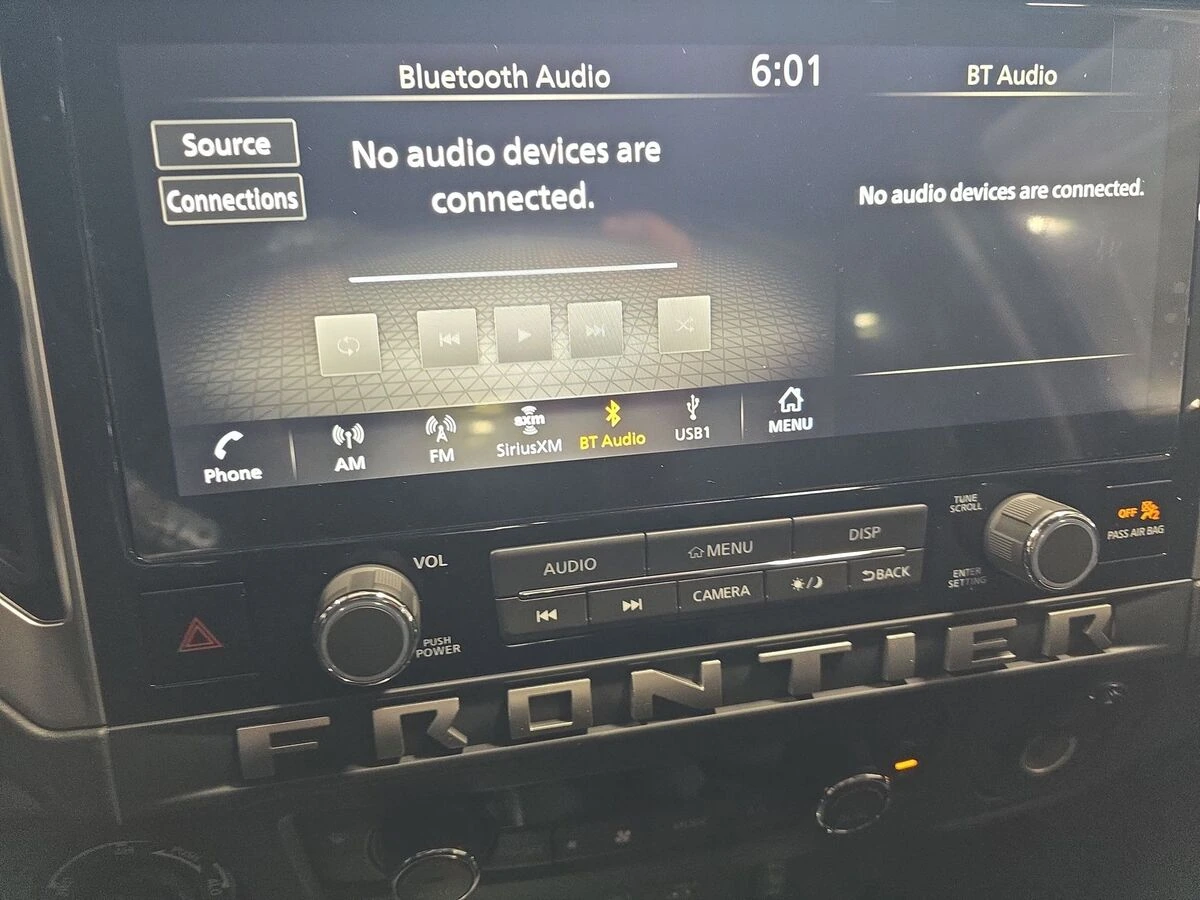 Bluetooth Audio
6:01
BT Audio
Source
Connections
No audio devices are
connected.
No audio devices are connected.
Phone
AM
FM
sxm
SiriusXM
BT Audio
USB1
MENU
VOL
PUSH
POWER
AUDIO
MENU
DISP
CAMERA
BACK
TUNE
SCROLL
ENTER
SETTING
OFF
2
PASS AIR BAG
FRONTIER